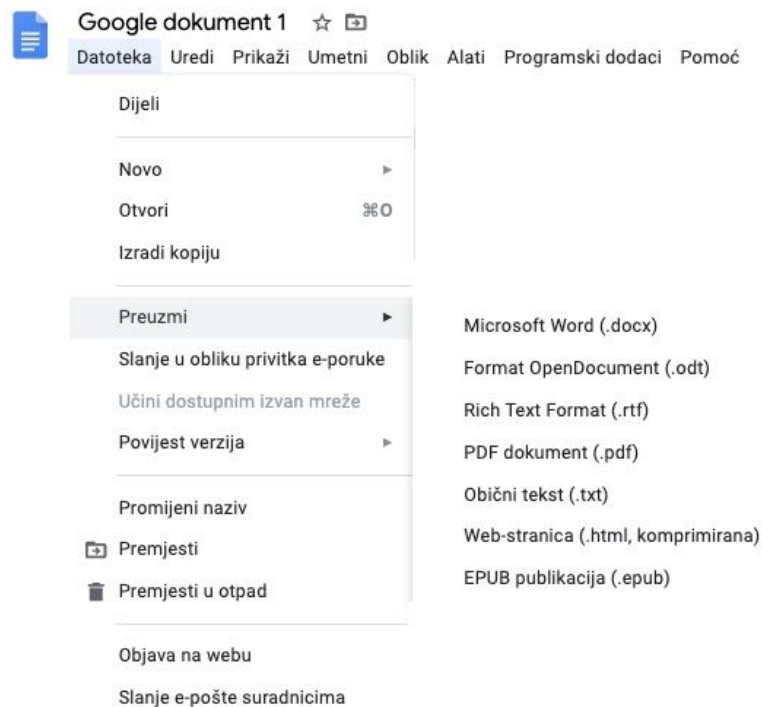 Google dokument 1
Datoteka Uredi Prikaži Umetni Oblik Alati Programski dodaci Pomoć
Dijeli
Novo
Otvori ⌘O
Izradi kopiju
Preuzmi
Slanje u obliku privitka e-poruke
Učini dostupnim izvan mreže
Povijest verzija
Promijeni naziv
Premjesti
Premjesti u otpad
Objava na webu
Slanje e-pošte suradnicima
Microsoft Word (.docx)
Format OpenDocument (.odt)
Rich Text Format (.rtf)
PDF dokument (.pdf)
Obični tekst (.txt)
Web-stranica (.html, komprimirana)
EPUB publikacija (.epub)